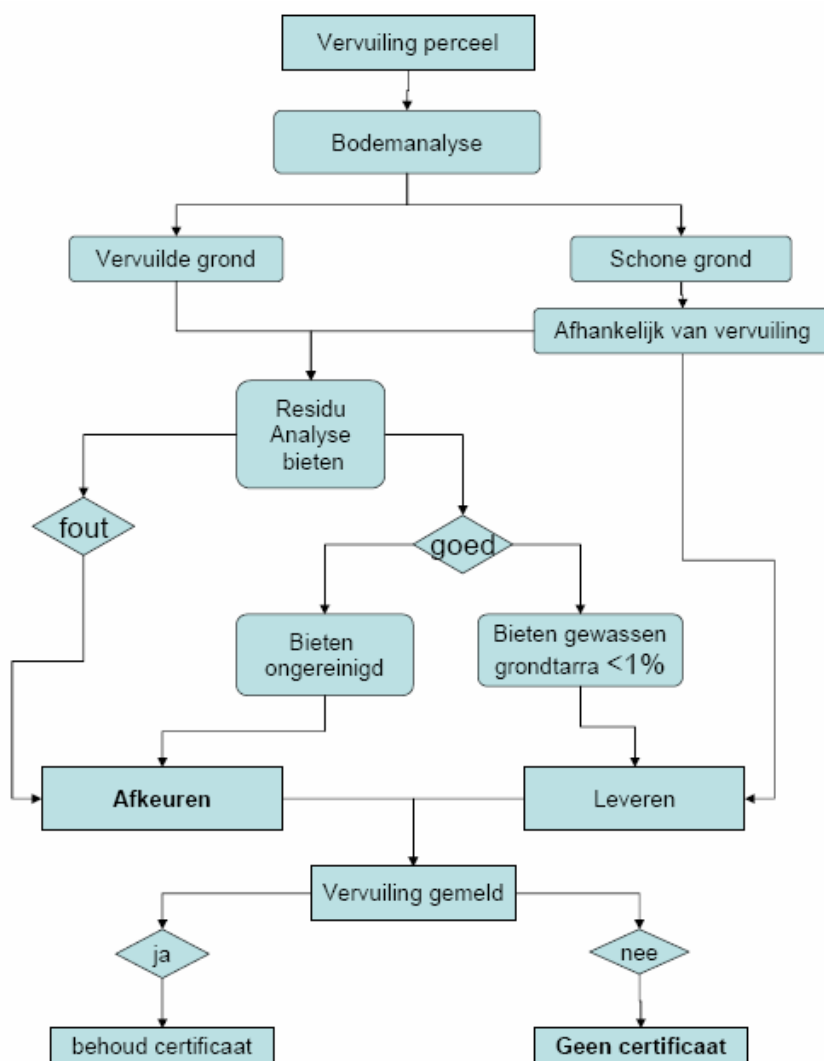 Vervuiling perceel
Bodemanalyse
Vervuilde grond
Schone grond
Afhankelijk van vervuiling
Residu
Analyse
bieten
fout
goed
Bieten
ongereinigd
Bieten gewassen
grondtarra <1%
Afkeuren
Leveren
Vervuiling gemeld
ja
nee
behoud certificaat
Geen certificaat